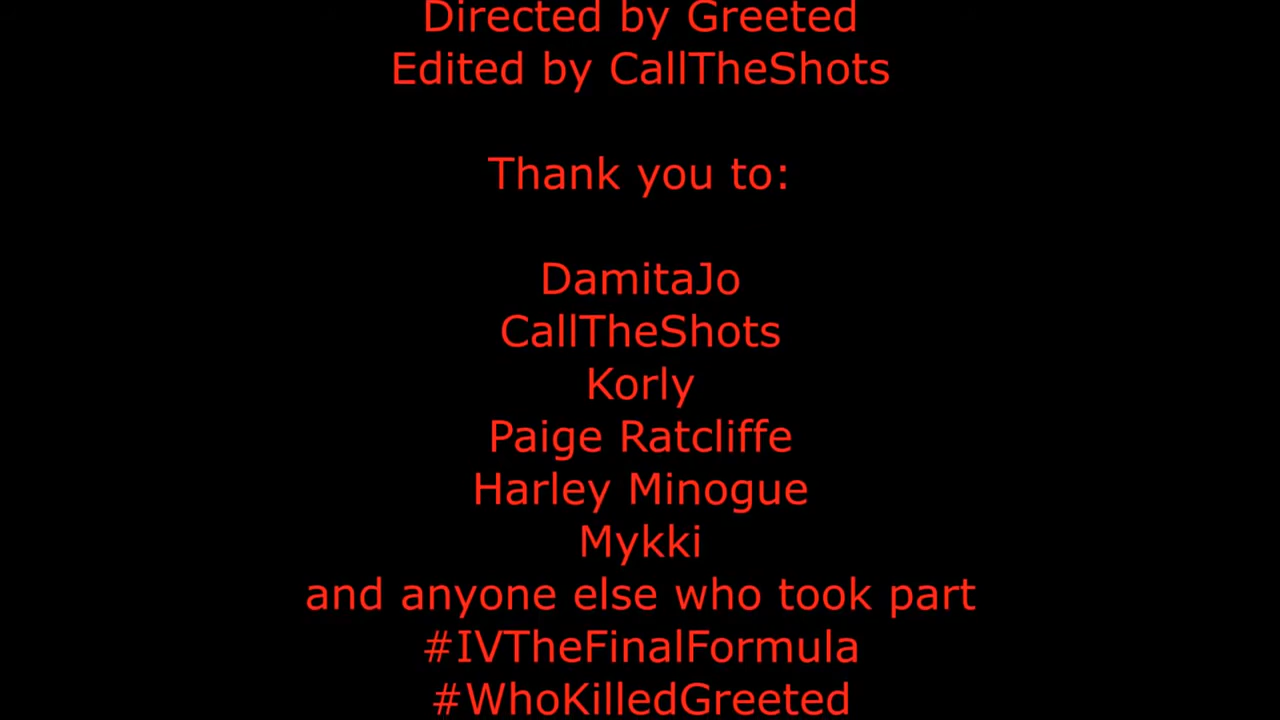 Directed by Greeted
Edited by CallTheShots
Thank you to:
DamitaJo
CallTheShots
Korly
Paige Ratcliffe
Harley Minogue
Mykki
and anyone else who took part
#IVTheFinalFormula
#WhoKilledGreeted